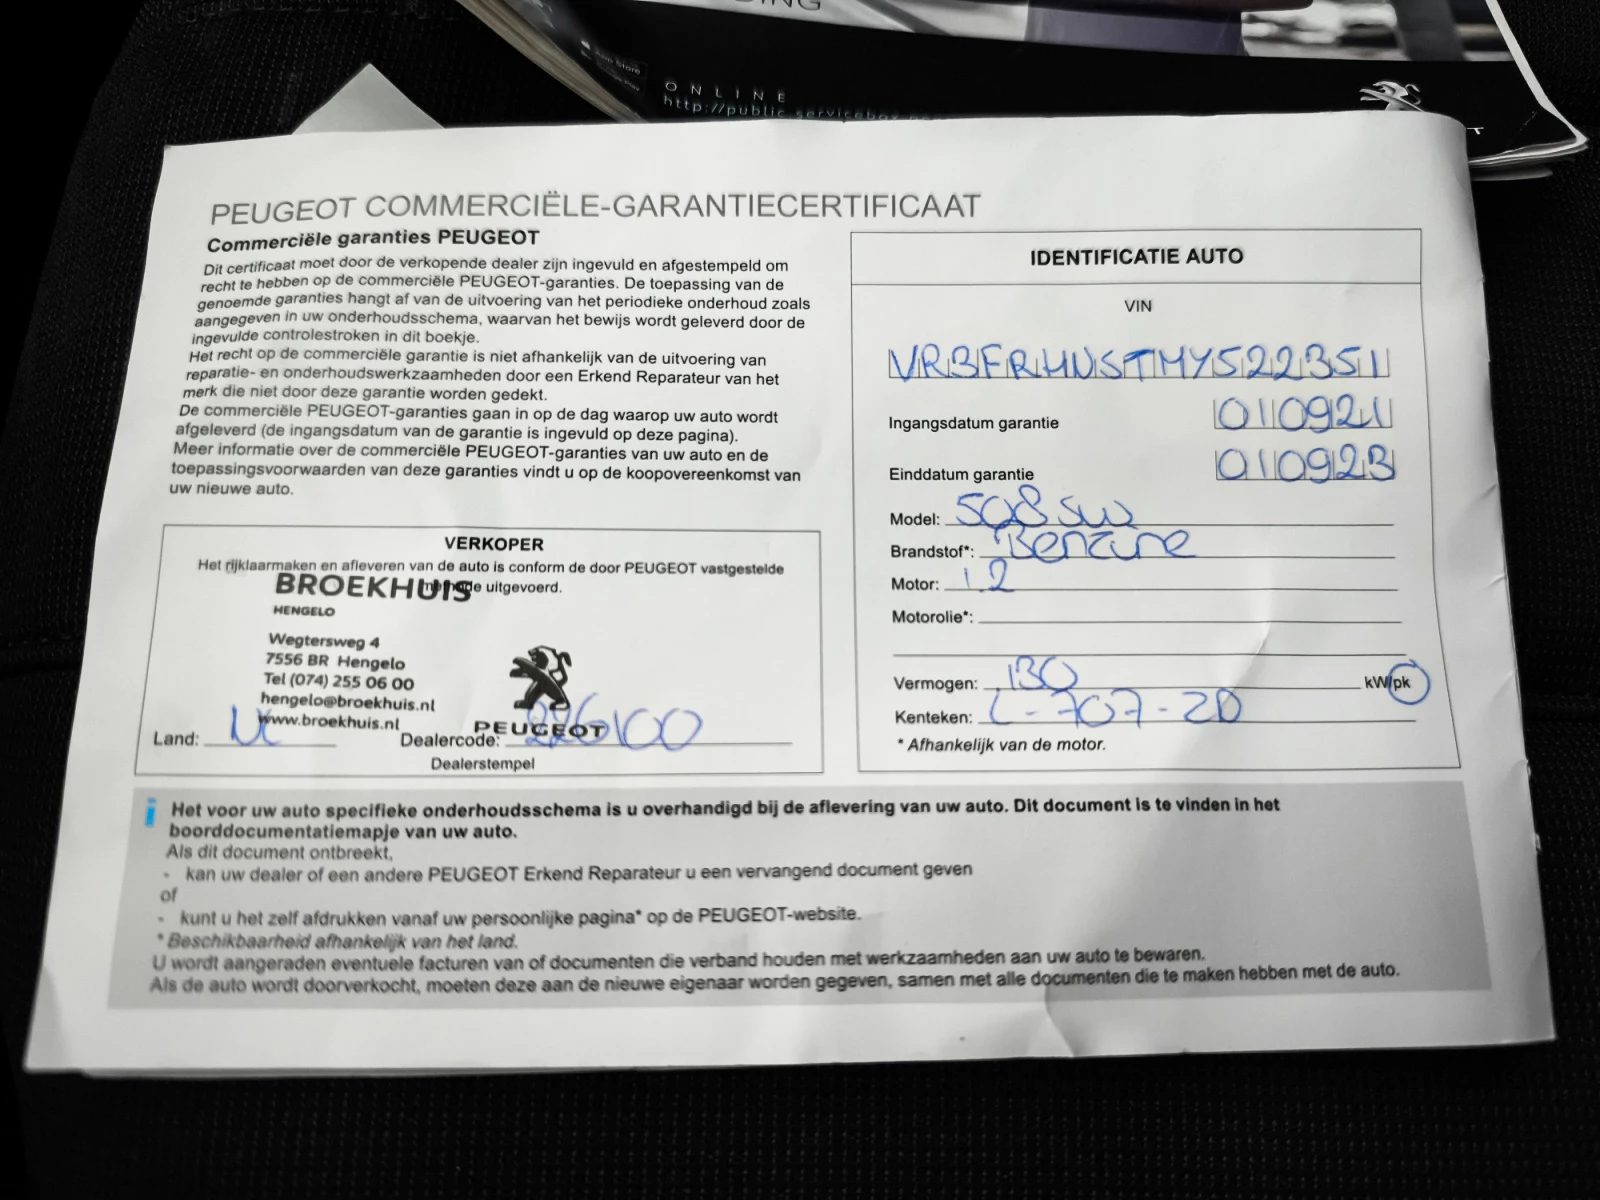 DING
ONLINE
http://public.servicebox
PEUGEOT COMMERCIËLE-GARANTIECERTIFICAAT
Commerciële garanties PEUGEOT
Dit certificaat moet door de verkopende dealer zijn ingevuld en afgestempeld om
recht te hebben op de commerciële PEUGEOT-garanties. De toepassing van de
genoemde garanties hangt af van de uitvoering van het periodieke onderhoud zoals
aangegeven in uw onderhoudsschema, waarvan het bewijs wordt geleverd door de
ingevulde controlestroken in dit boekje.
Het recht op de commerciële garantie is niet afhankelijk van de uitvoering van
reparatie- en onderhoudswerkzaamheden door een Erkend Reparateur van het
merk die niet door deze garantie worden gedekt.
De commerciële PEUGEOT-garanties gaan in op de dag waarop uw auto wordt
afgeleverd (de ingangsdatum van de garantie is ingevuld op deze pagina).
Meer informatie over de commerciële PEUGEOT-garanties van uw auto en de
toepassingsvoorwaarden van deze garanties vindt u op de koopovereenkomst van
uw nieuwe auto.
VERKOPER
Het rijklaarmaken en afleveren van de auto is conform de door PEUGEOT vastgestelde
methode uitgevoerd.
BROEKHUIS
HENGELO
Wegtersweg 4
7556 BR Hengelo
Tel (074) 255 06 00
hengelo@broekhuis.nl
www.broekhuis.nl
PEUGEOT
Land: NL Dealercode: 226100
Dealerstempel
IDENTIFICATIE AUTO
VIN
VR3FRHNSTMY522351
Ingangsdatum garantie 010921
Einddatum garantie 010923
Model: 508 SW
Brandstof*: Benzine
Motor: 1.2
Motorolie*:
Vermogen: 130 kW/pk
Kenteken: L-707-ZD
* Afhankelijk van de motor.
i Het voor uw auto specifieke onderhoudsschema is u overhandigd bij de aflevering van uw auto. Dit document is te vinden in het
boorddocumentatiemapje van uw auto.
Als dit document ontbreekt,
- kan uw dealer of een andere PEUGEOT Erkend Reparateur u een vervangend document geven
of
- kunt u het zelf afdrukken vanaf uw persoonlijke pagina* op de PEUGEOT-website.
* Beschikbaarheid afhankelijk van het land.
U wordt aangeraden eventuele facturen van of documenten die verband houden met werkzaamheden aan uw auto te bewaren.
Als de auto wordt doorverkocht, moeten deze aan de nieuwe eigenaar worden gegeven, samen met alle documenten die te maken hebben met de auto.